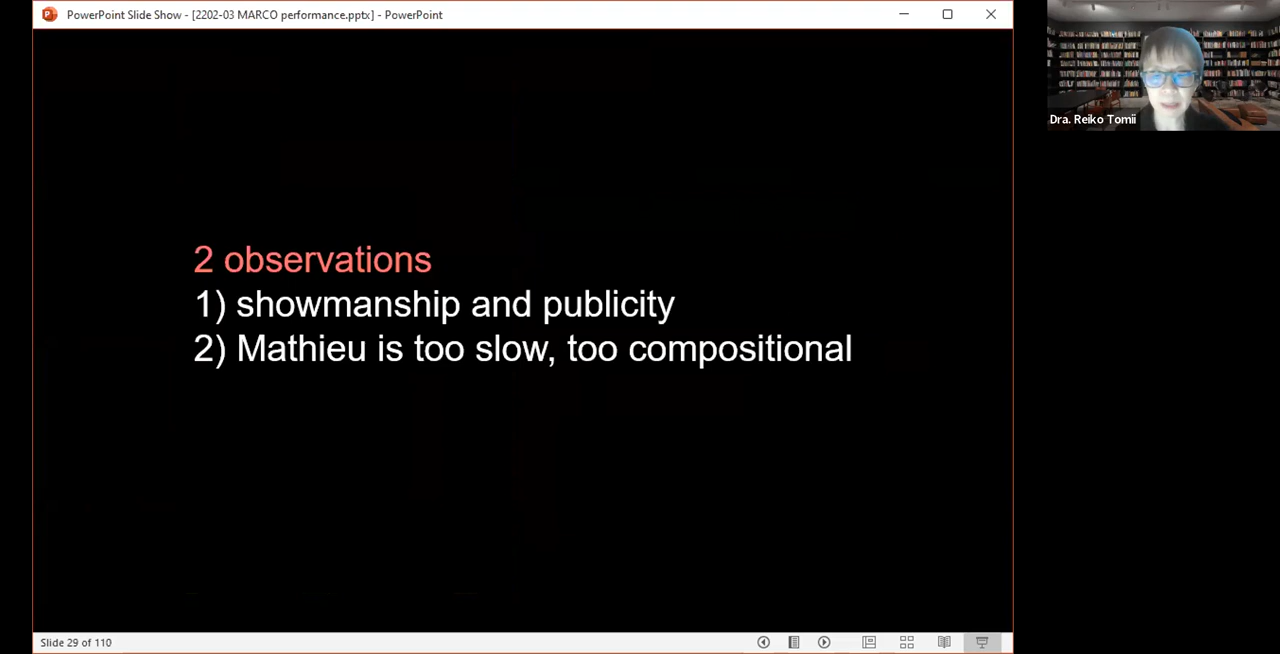 PowerPoint Slide Show - [2202-03 MARCO performance.pptx] - PowerPoint
Dra. Reiko Tomii
2 observations
1) showmanship and publicity
2) Mathieu is too slow, too compositional
Slide 29 of 110